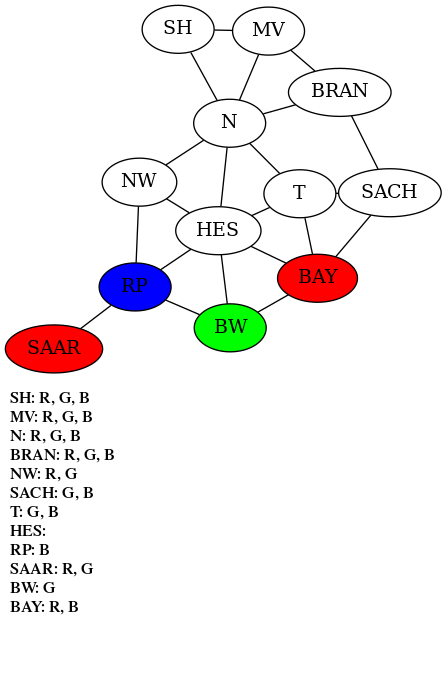 SH
MV
BRAN
N
NW
T
SACH
HES
RP
BAY
BW
SAAR
SH: R, G, B
MV: R, G, B
N: R, G, B
BRAN: R, G, B
NW: R, G
SACH: G, B
T: G, B
HES:
RP: B
SAAR: R, G
BW: G
BAY: R, B